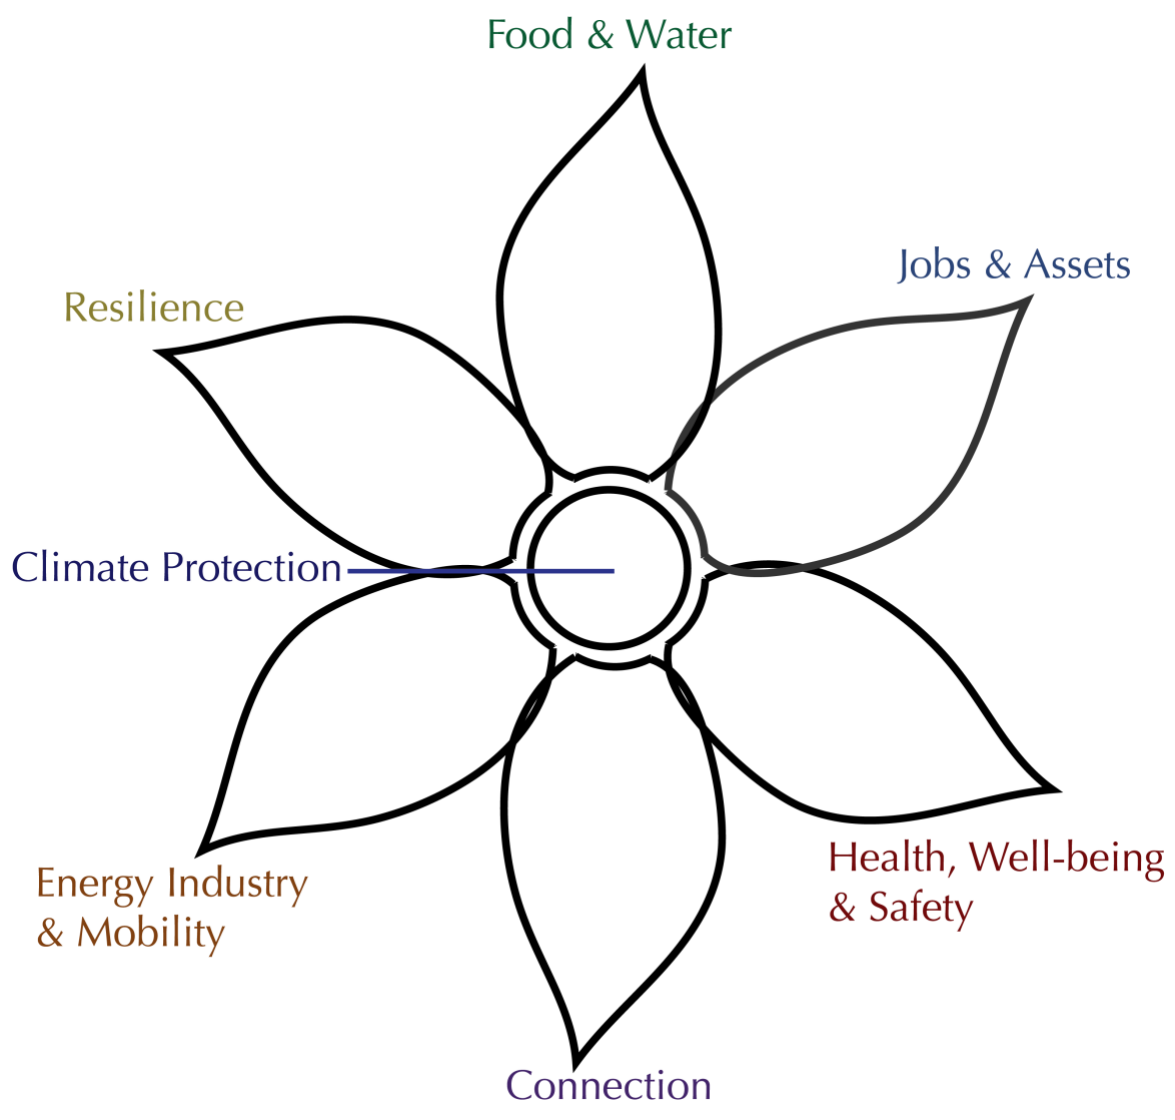 Food & Water
Jobs & Assets
Resilience
Climate Protection
Health, Well-being
& Safety
Energy Industry
& Mobility
Connection